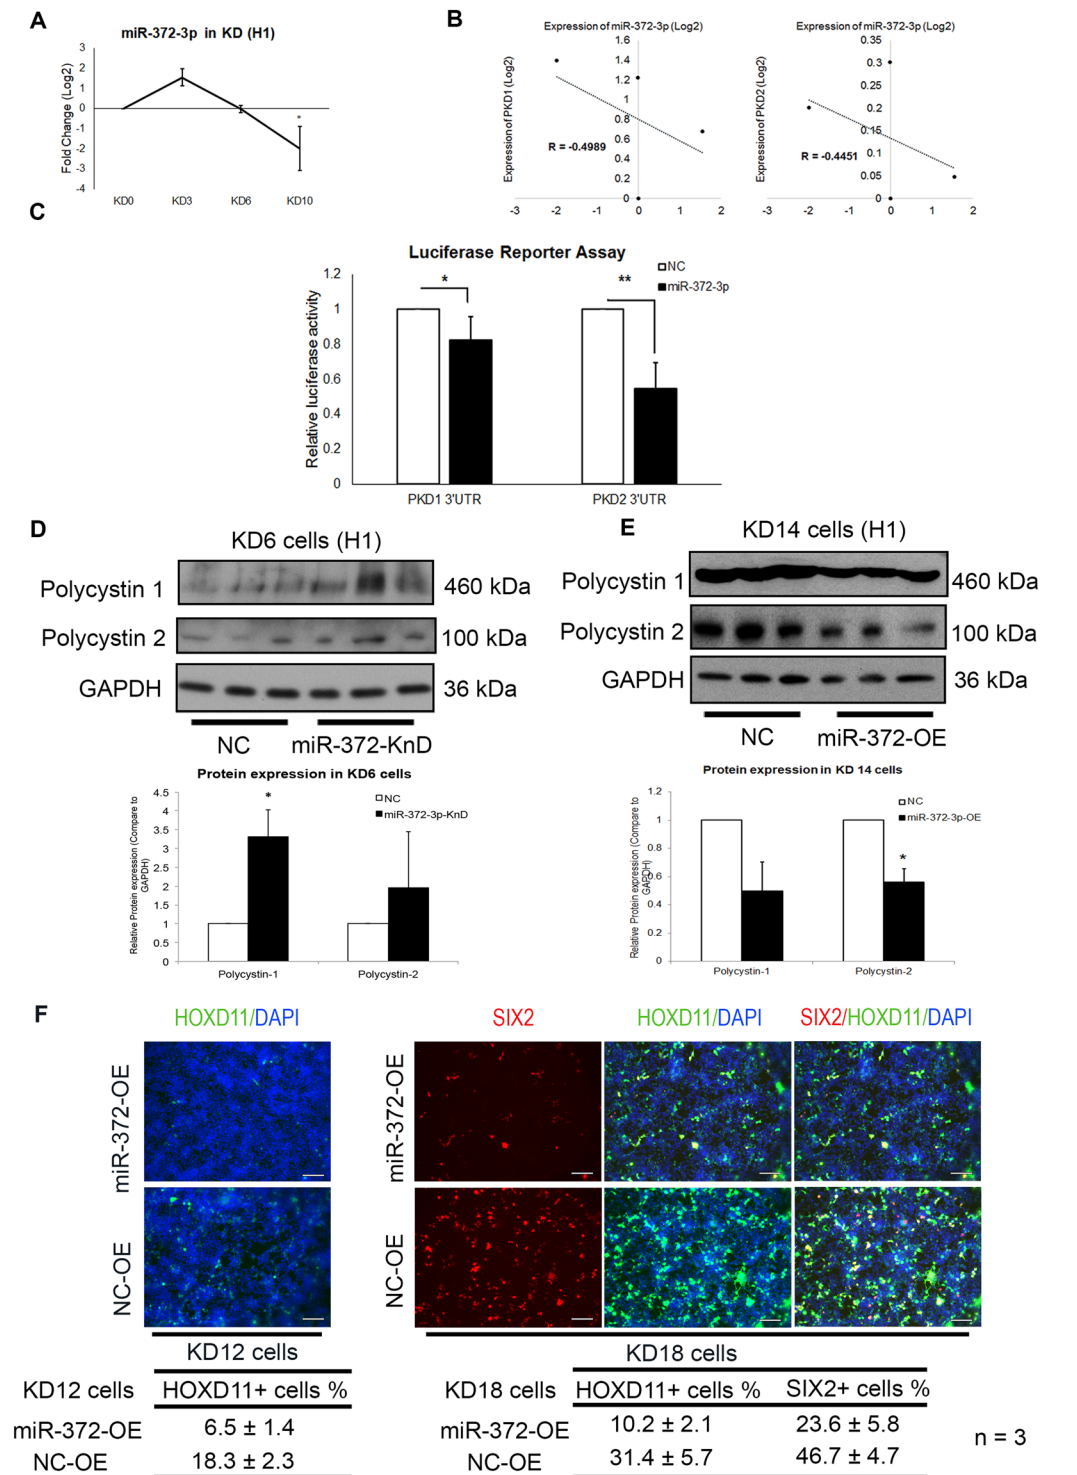 A
miR-372-3p in KD (H1)
Fold Change (Log2)
3
2
1
0
-1
-2
-3
-4
*
KD0 KD3 KD6 KD10
B
Expression of miR-372-3p (Log2)
Expression of PKD1 (Log2)
1.6
1.4
1.2
1
0.8
0.6
0.4
0.2
0
R = -0.4989
-3 -2 -1 0 1 2
Expression of miR-372-3p (Log2)
Expression of PKD2 (Log2)
0.35
0.3
0.25
0.2
0.15
0.1
0.05
0
R = -0.4451
-3 -2 -1 0 1 2
C
Luciferase Reporter Assay
NC
miR-372-3p
Relative luciferase activity
1.2
1
0.8
0.6
0.4
0.2
0
*
**
PKD1 3'UTR PKD2 3'UTR
D
KD6 cells (H1)
Polycystin 1 460 kDa
Polycystin 2 100 kDa
GAPDH 36 kDa
NC miR-372-KnD
Protein expression in KD6 cells
NC
miR-372-3p-KnD
Relative Protein expression (Compare to
GAPDH)
4.5
4
3.5
3
2.5
2
1.5
1
0.5
0
*
Polycystin-1 Polycystin-2
E
KD14 cells (H1)
Polycystin 1 460 kDa
Polycystin 2 100 kDa
GAPDH 36 kDa
NC miR-372-OE
Protein expression in KD 14 cells
NC
miR-372-3p-OE
Relative Protein expression (Compare to
GAPDH)
1.2
1
0.8
0.6
0.4
0.2
0
*
Polycystin-1 Polycystin-2
F
HOXD11/DAPI SIX2 HOXD11/DAPI SIX2/HOXD11/DAPI
miR-372-OE
NC-OE
miR-372-OE
NC-OE
KD12 cells
KD12 cells HOXD11+ cells %
miR-372-OE 6.5 ± 1.4
NC-OE 18.3 ± 2.3
KD18 cells
KD18 cells HOXD11+ cells % SIX2+ cells %
miR-372-OE 10.2 ± 2.1 23.6 ± 5.8
NC-OE 31.4 ± 5.7 46.7 ± 4.7
n = 3